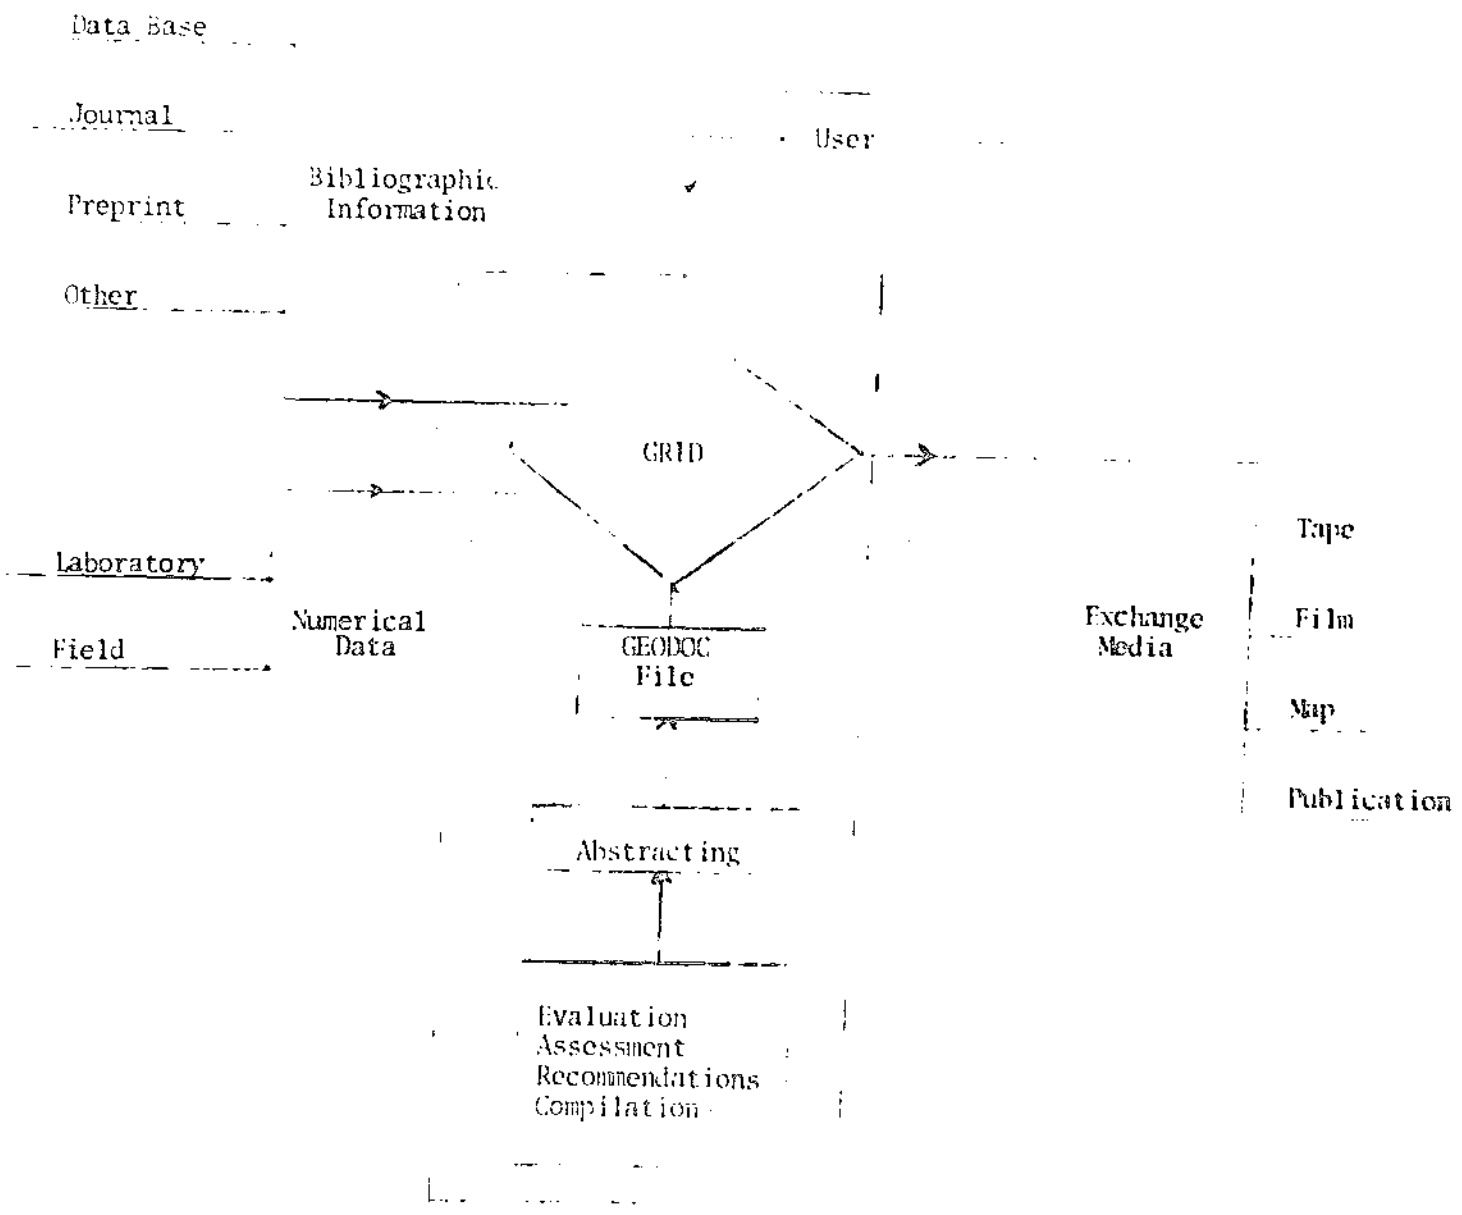 Data Base
Journal
User
Bibliographic
Information
Preprint
Other
GRID
Tape
Laboratory
Numerical
Data
Exchange
Media
Film
Field
GEODOC
File
Map
Publication
Abstracting
Evaluation
Assessment
Recommendations
Compilation